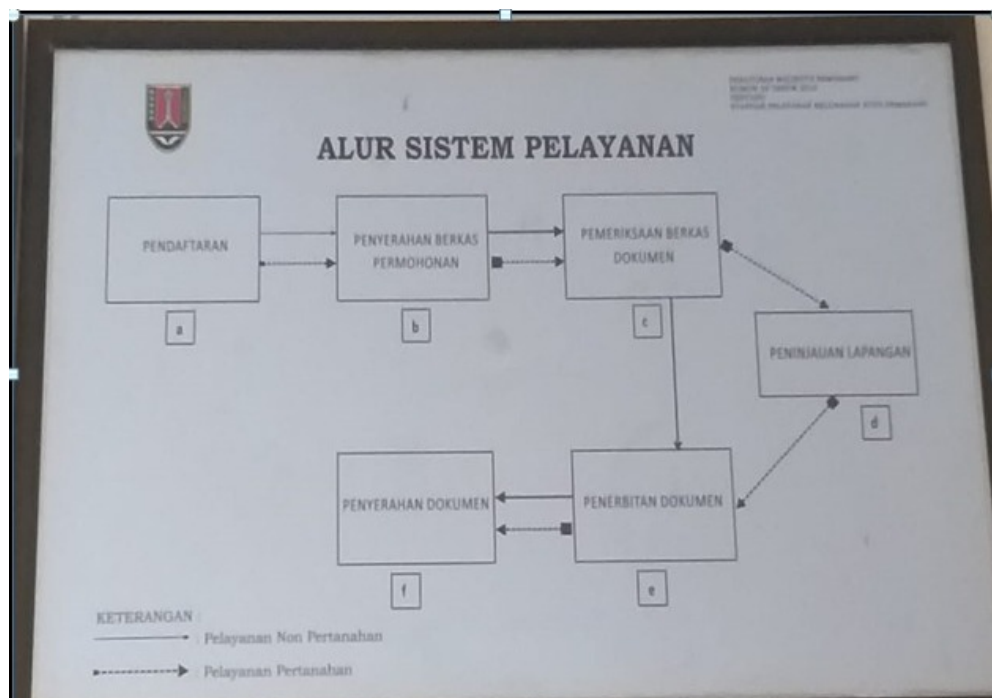 ALUR SISTEM PELAYANAN
PENDAFTARAN
a
PENYERAHAN BERKAS
PERMOHONAN
b
PEMERIKSAAN BERKAS
DOKUMEN
c
PENINJAUAN LAPANGAN
d
PENYERAHAN DOKUMEN
f
PENERBITAN DOKUMEN
e
KETERANGAN :
: Pelayanan Non Pertanahan
: Pelayanan Pertanahan